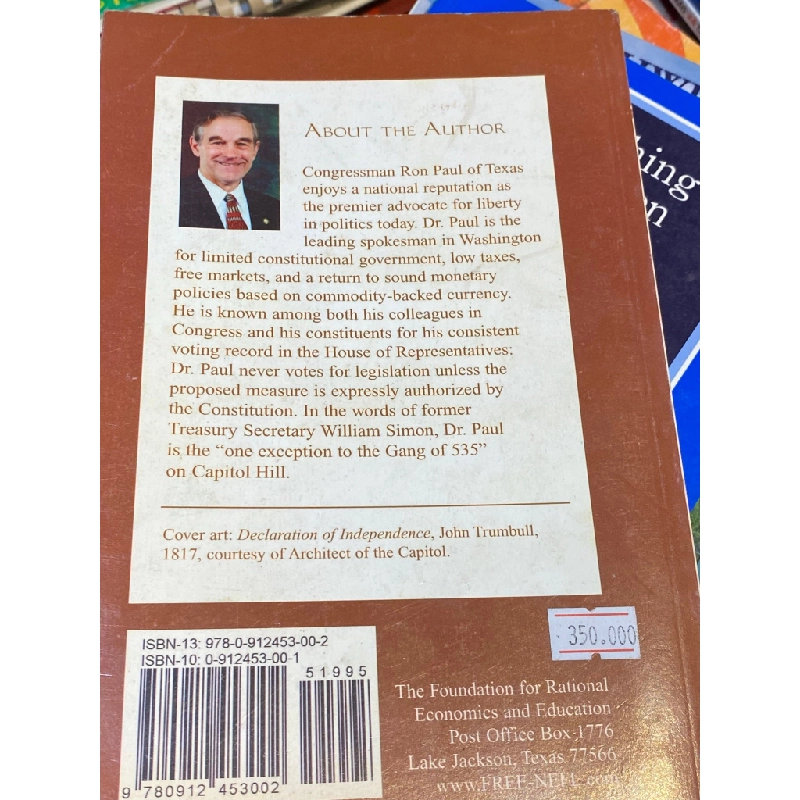 ABOUT THE AUTHOR
Congressman Ron Paul of Texas
enjoys a national reputation as
the premier advocate for liberty
in politics today. Dr. Paul is the
leading spokesman in Washington
for limited constitutional government, low taxes,
free markets, and a return to sound monetary
policies based on commodity-backed currency.
He is known among both his colleagues in
Congress and his constituents for his consistent
voting record in the House of Representatives:
Dr. Paul never votes for legislation unless the
proposed measure is expressly authorized by
the Constitution. In the words of former
Treasury Secretary William Simon, Dr. Paul
is the “one exception to the Gang of 535”
on Capitol Hill.
Cover art: Declaration of Independence, John Trumbull,
1817, courtesy of Architect of the Capitol.
ISBN-13: 978-0-912453-00-2
ISBN-10: 0-912453-00-1
51995
9 780912 453002
350.000
The Foundation for Rational
Economics and Education
Post Office Box 1776
Lake Jackson, Texas 77566